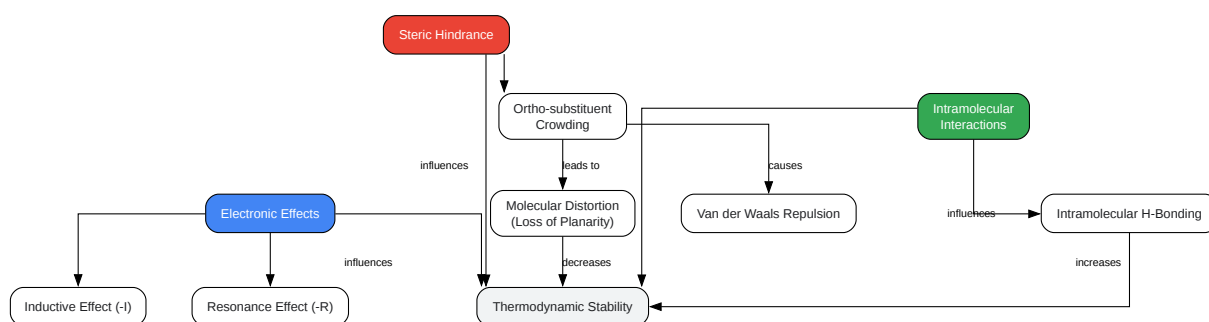 Steric Hindrance
Ortho-substituent
Crowding
Intramolecular
Interactions
influences
leads to
causes
Electronic Effects
Molecular Distortion
(Loss of Planarity)
Van der Waals Repulsion
influences
Intramolecular H-Bonding
influences
decreases
increases
Inductive Effect (-I)
Resonance Effect (-R)
Thermodynamic Stability